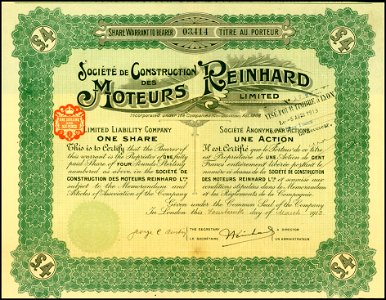 SHARE WARRANT TO BEARER 03414 TITRE AU PORTEUR
£4 £4
SOCIÉTÉ DE CONSTRUCTION
DES
MOTEURS REINHARD
LIMITED
Incorporated under the Companies
LIMITED LIABILITY COMPANY
ONE SHARE
This is to Certify that the Bearer of
this warrant is the Proprietor of ONE fully
paid Share of FOUR Pounds Sterling
numbered as above, in the SOCIÉTÉ DE
CONSTRUCTION DES MOTEURS REINHARD LTD
subject to the Memorandum and
Articles of Association of the Company
SOCIÉTÉ ANONYME PAR ACTIONS
UNE ACTION
Il est Certifié que le Porteur de ce titre
est Propriétaire de UNE Action de CENT
Francs entièrement libérée portant le
numéro ci-dessus de la SOCIÉTÉ DE
CONSTRUCTION DES MOTEURS REINHARD LTD
et soumise aux
conditions stipulées dans le Memorandum
et les Règlements de la Compagnie.
Given under the Common Seal of the Company
In London this day of March
THE SECRETARY
LE SECRÉTAIRE
A DIRECTOR
UN ADMINISTRATEUR
£4 £4